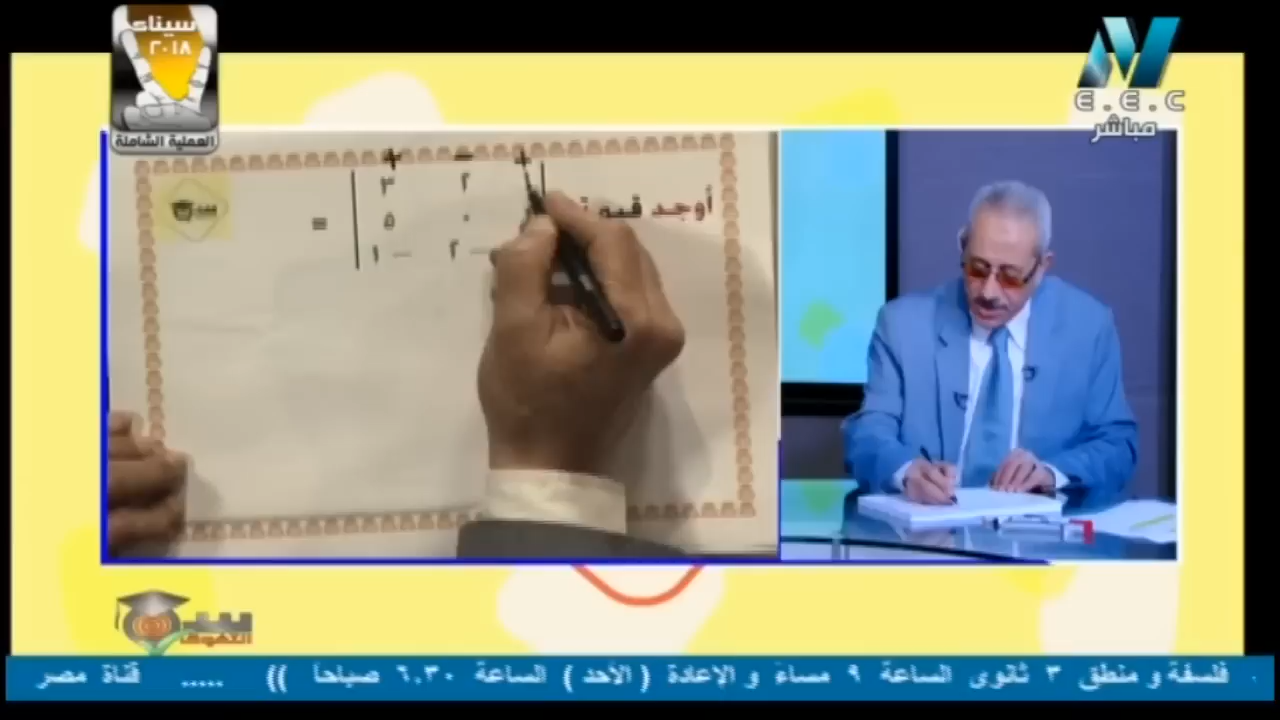 سيناء
٢٠١٨
العملية الشاملة
E.E.C
مباشر
أوجد
+ − +
٢ ٣
٠ ٥ =
−٢ −١
فلسفة و منطق ٣ ثانوى الساعة ٩ مساءً و الإعادة ( الأحد ) الساعة ٦.٣٠ صباحاً )) ..... قناة مصر